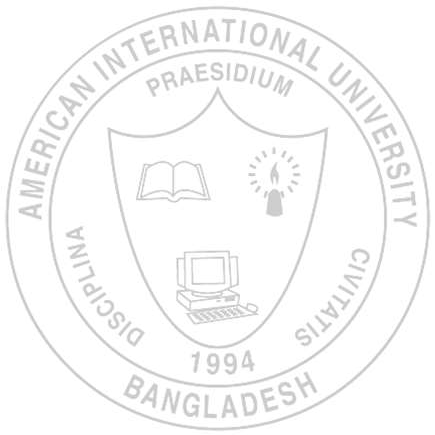 AMERICAN INTERNATIONAL UNIVERSITY
PRAESIDIUM
DISCIPLINA
CIVITATIS
1994
BANGLADESH